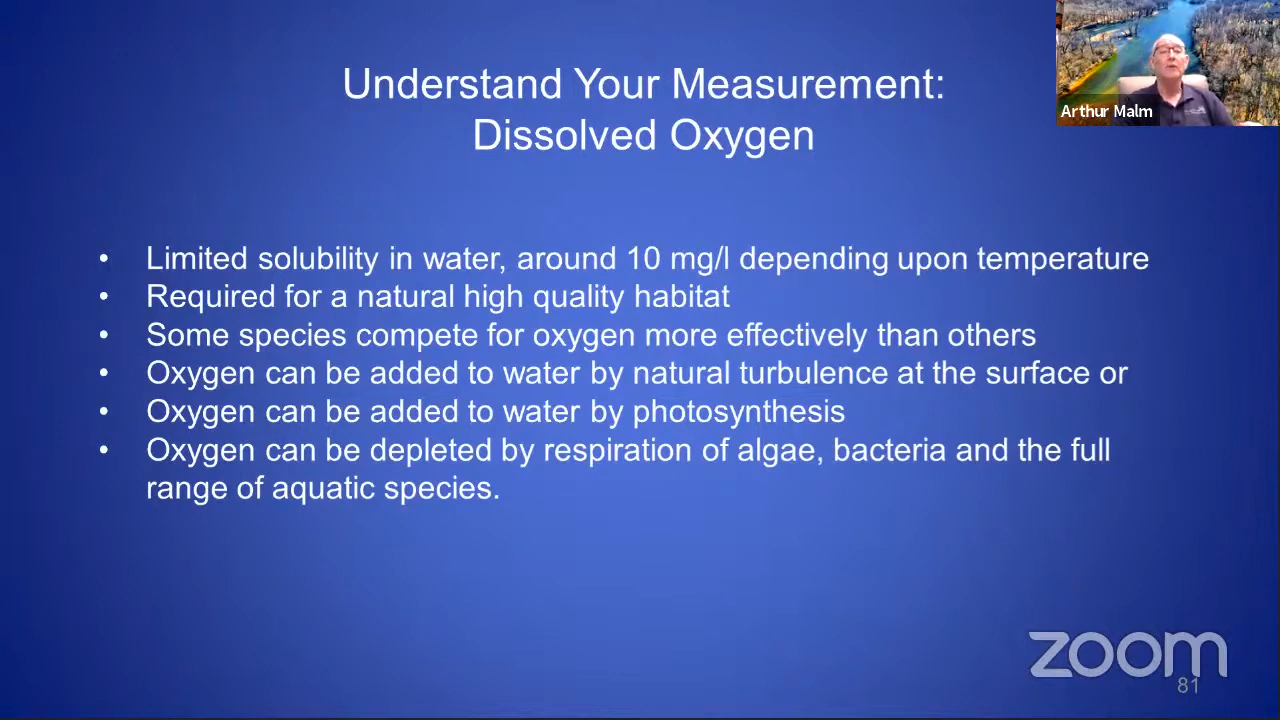 Understand Your Measurement:
Dissolved Oxygen
Arthur Malm
• Limited solubility in water, around 10 mg/l depending upon temperature
• Required for a natural high quality habitat
• Some species compete for oxygen more effectively than others
• Oxygen can be added to water by natural turbulence at the surface or
• Oxygen can be added to water by photosynthesis
• Oxygen can be depleted by respiration of algae, bacteria and the full
range of aquatic species.
zoom
81